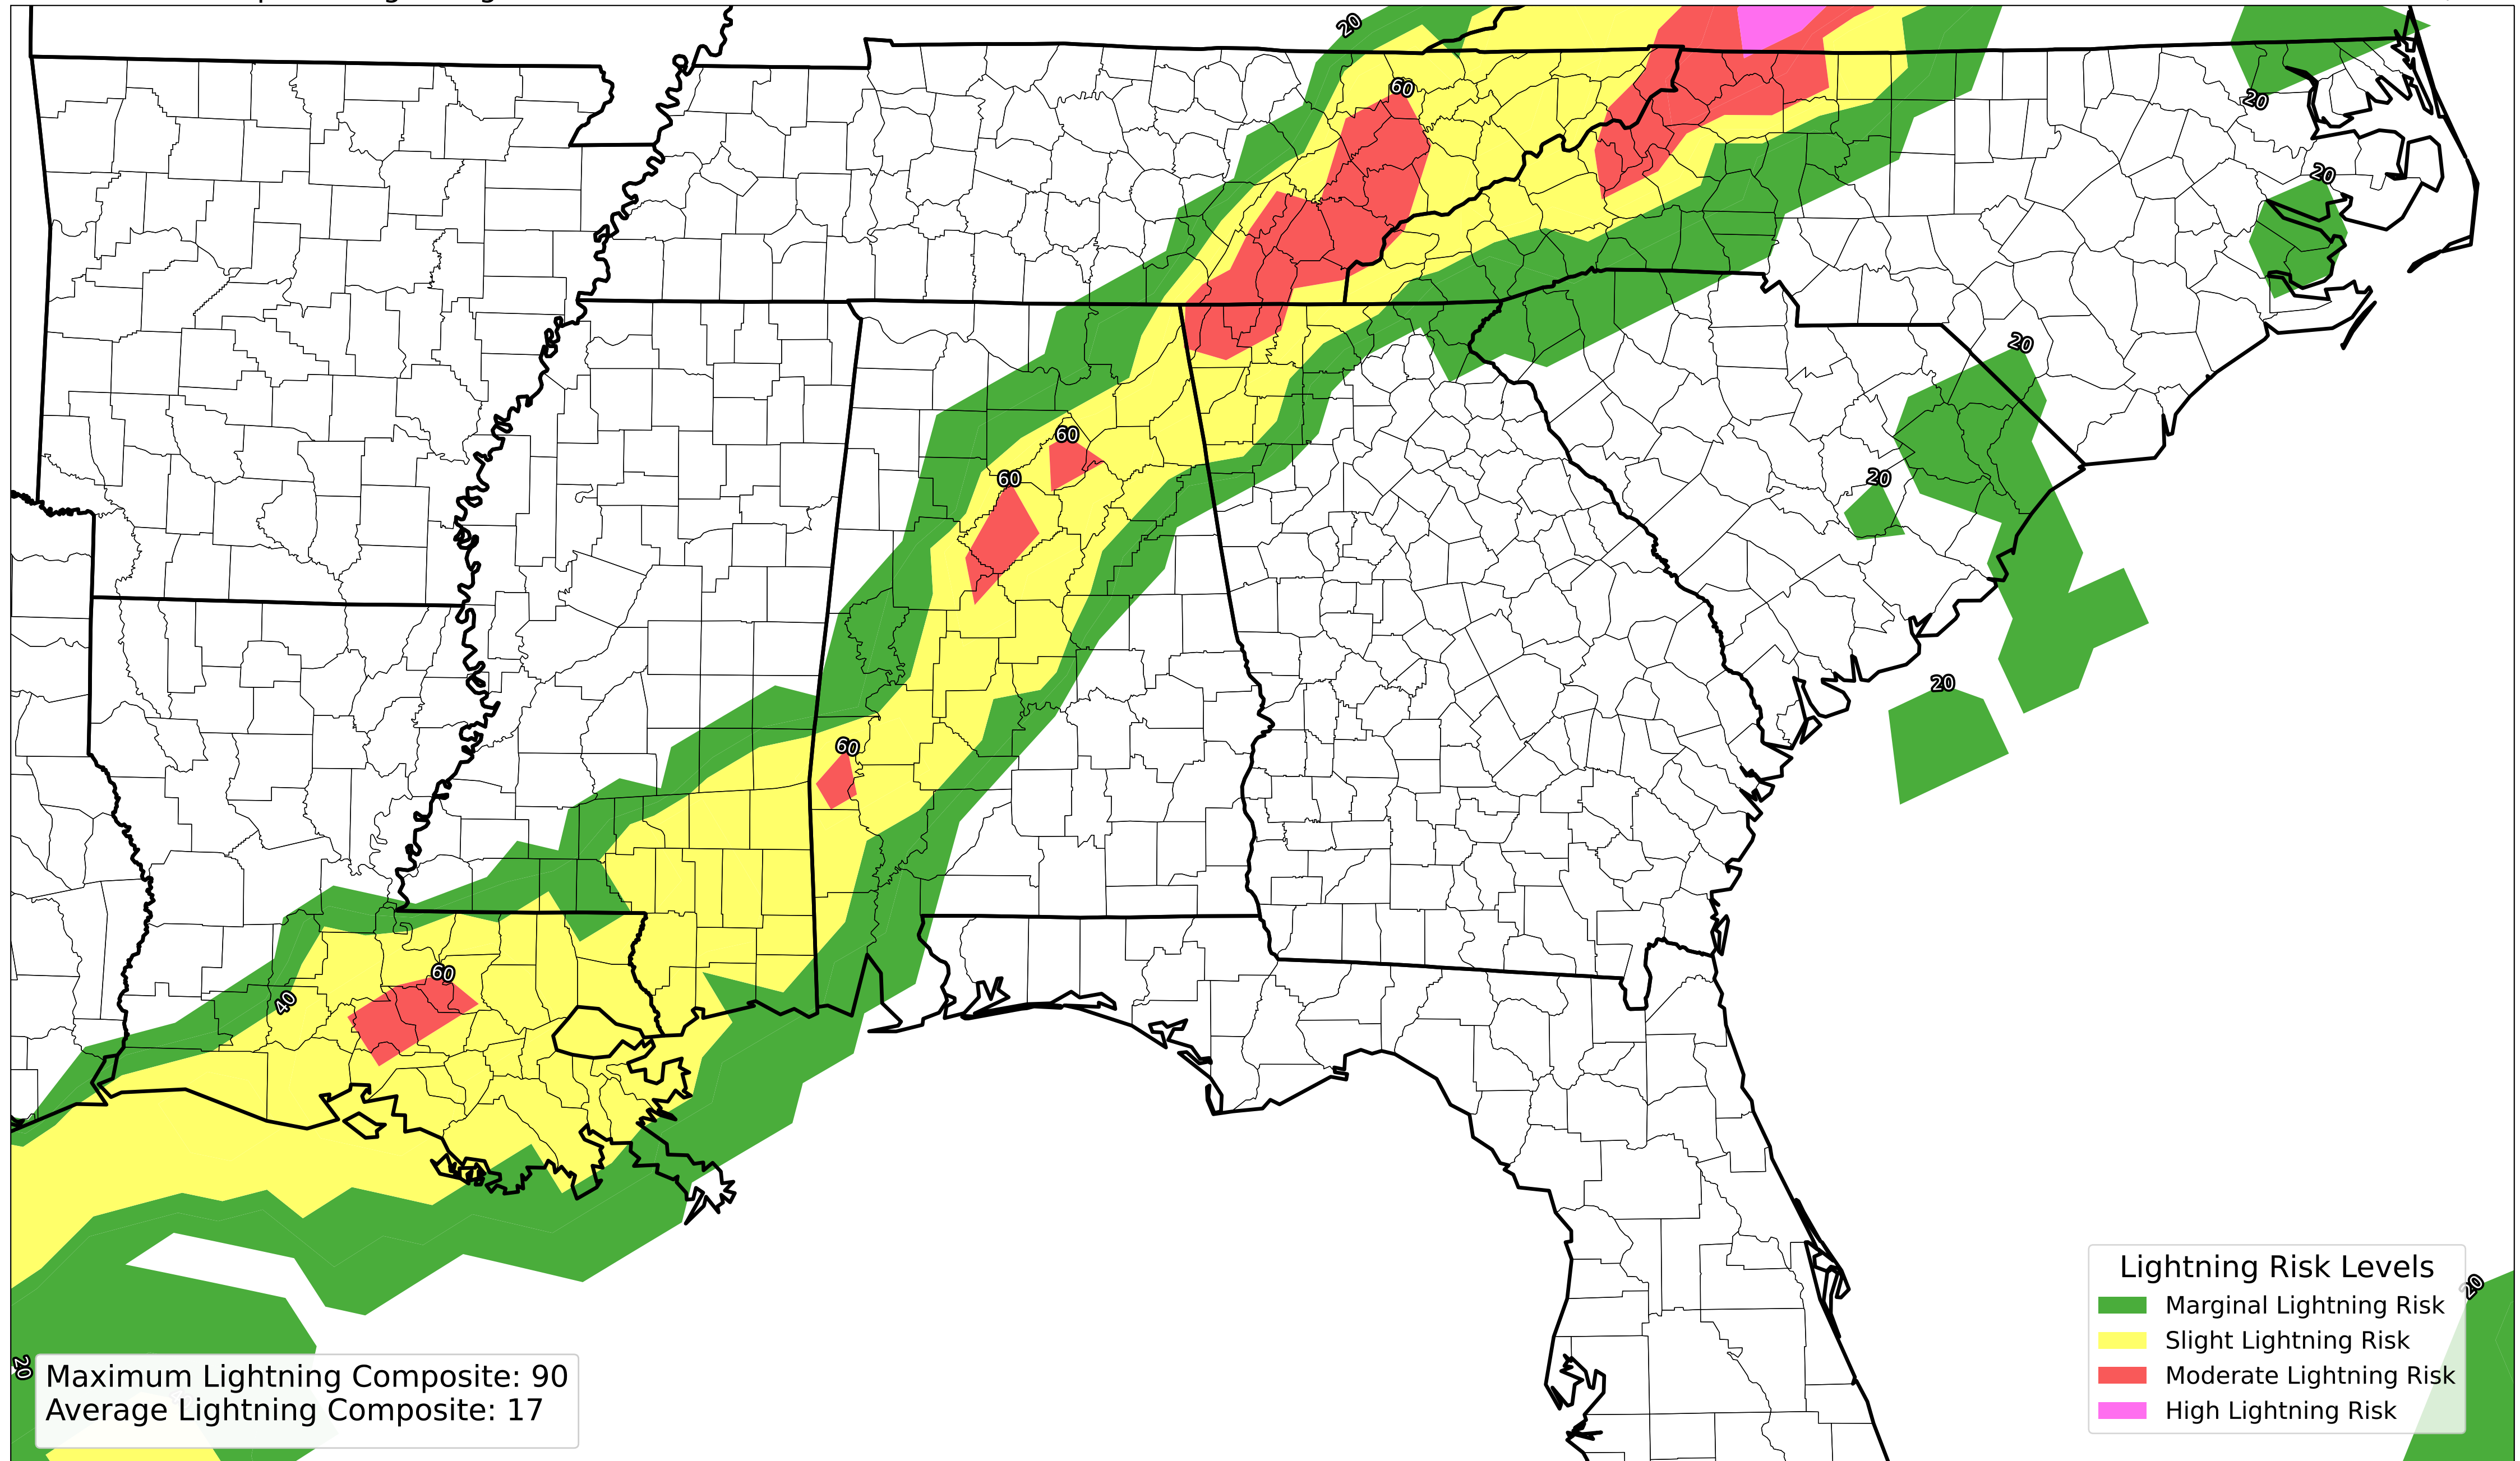 20
60
20
20
20
60
60
20
20
60
60
40
20
20
Maximum Lightning Composite: 90
Average Lightning Composite: 17
Lightning Risk Levels
Marginal Lightning Risk
Slight Lightning Risk
Moderate Lightning Risk
High Lightning Risk
20